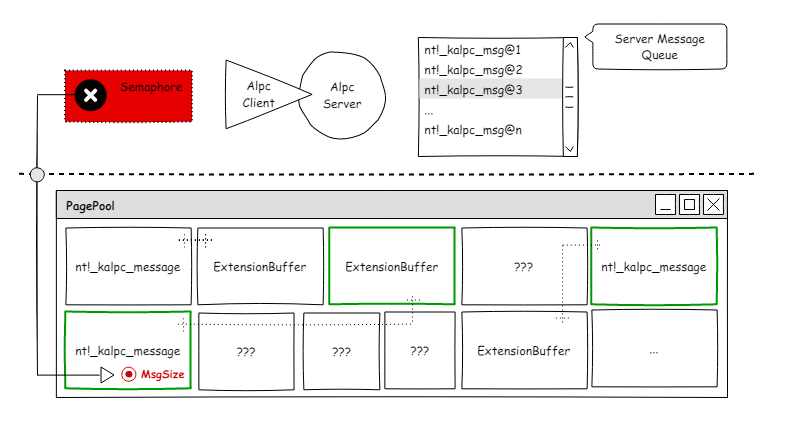 Semaphore
Alpc
Client
Alpc
Server
nt!_kalpc_msg@1
nt!_kalpc_msg@2
nt!_kalpc_msg@3
...
nt!_kalpc_msg@n
Server Message
Queue
PagePool
nt!_kalpc_message
ExtensionBuffer
ExtensionBuffer
???
nt!_kalpc_message
nt!_kalpc_message
MsgSize
???
???
???
ExtensionBuffer
...